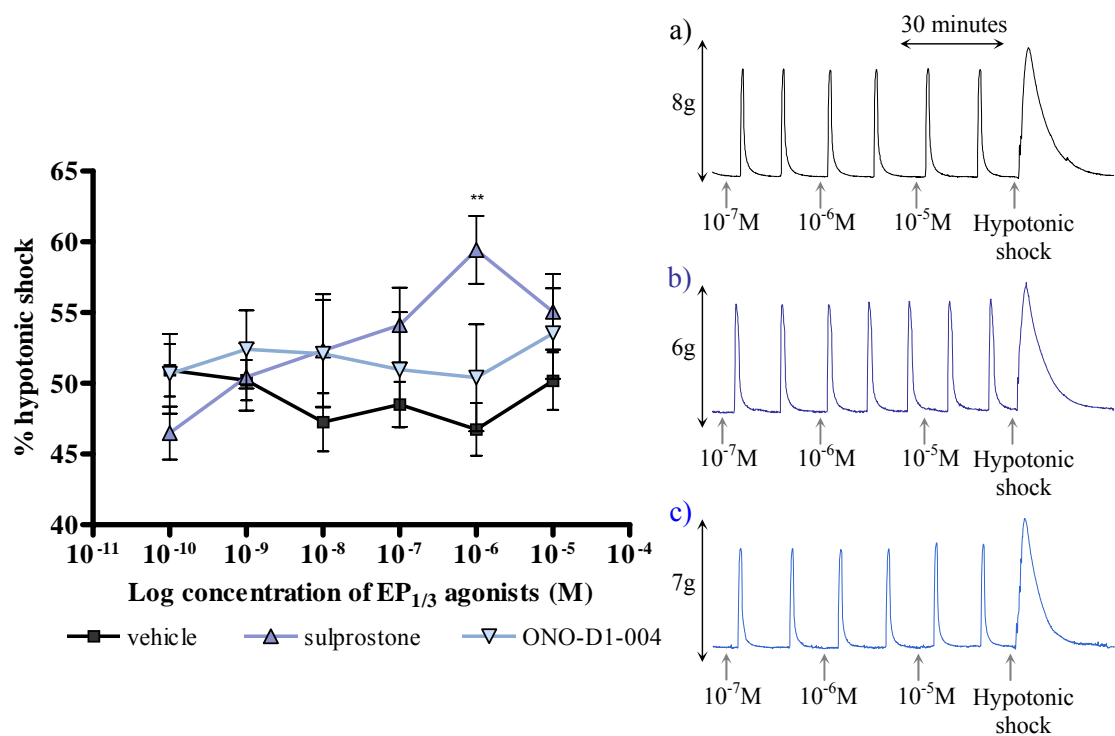 65
60
55
50
45
40
% hypotonic shock
**
10-11 10-10 10-9 10-8 10-7 10-6 10-5 10-4
Log concentration of EP1/3 agonists (M)
vehicle sulprostone ONO-D1-004
a)
30 minutes
8g
10-7M 10-6M 10-5M Hypotonic
shock
b)
6g
10-7M 10-6M 10-5M Hypotonic
shock
c)
7g
10-7M 10-6M 10-5M Hypotonic
shock